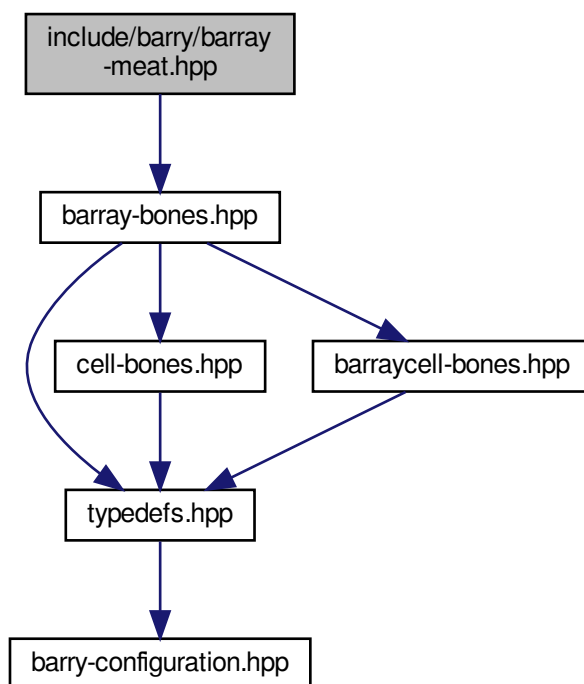 include/barry/barray
-meat.hpp
barray-bones.hpp
cell-bones.hpp
barraycell-bones.hpp
typedefs.hpp
barry-configuration.hpp